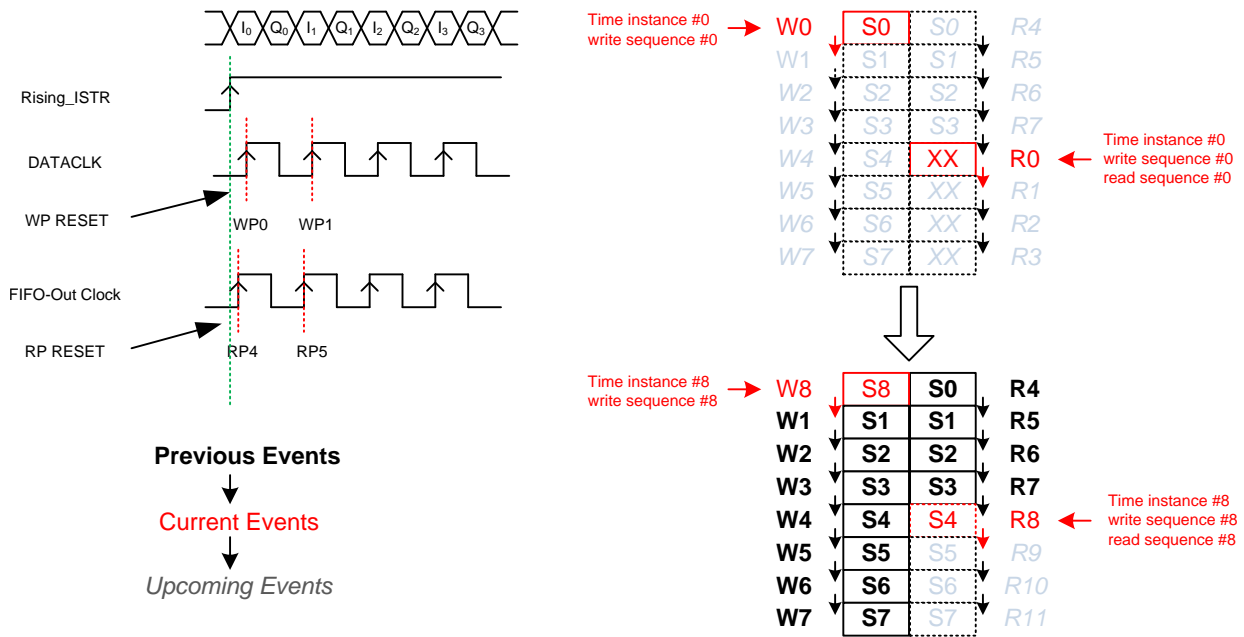 I0 Q0 I1 Q1 I2 Q2 I3 Q3
Rising_ISTR
DATACLK
WP RESET
WP0 WP1
FIFO-Out Clock
RP RESET
RP4 RP5
Previous Events
Current Events
Upcoming Events
Time instance #0
write sequence #0
W0 S0 S0 R4
W1 S1 S1 R5
W2 S2 S2 R6
W3 S3 S3 R7
W4 S4 XX R0
W5 S5 XX R1
W6 S6 XX R2
W7 S7 XX R3
Time instance #0
write sequence #0
read sequence #0
Time instance #8
write sequence #8
W8 S8 S0 R4
W1 S1 S1 R5
W2 S2 S2 R6
W3 S3 S3 R7
W4 S4 S4 R8
W5 S5 S5 R9
W6 S6 S6 R10
W7 S7 S7 R11
Time instance #8
write sequence #8
read sequence #8